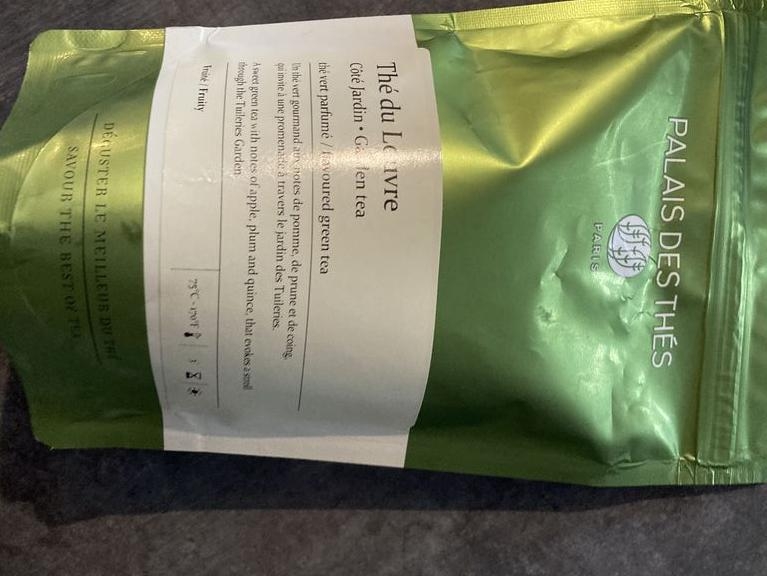 PALAIS DES THÉS
PARIS
Thé du Louvre
Côté Jardin • Garden tea
thé vert parfumé / flavoured green tea
Un thé vert gourmand aux notes de pomme, de prune et de coing,
qui invite à une promenade à travers le jardin des Tuileries.
A sweet green tea with notes of apple, plum and quince, that evokes a stroll
through the Tuileries Garden.
Fruité / Fruity
75°C - 170°F 3
DÉGUSTER LE MEILLEUR DU THÉ
SAVOUR THE BEST OF TEA